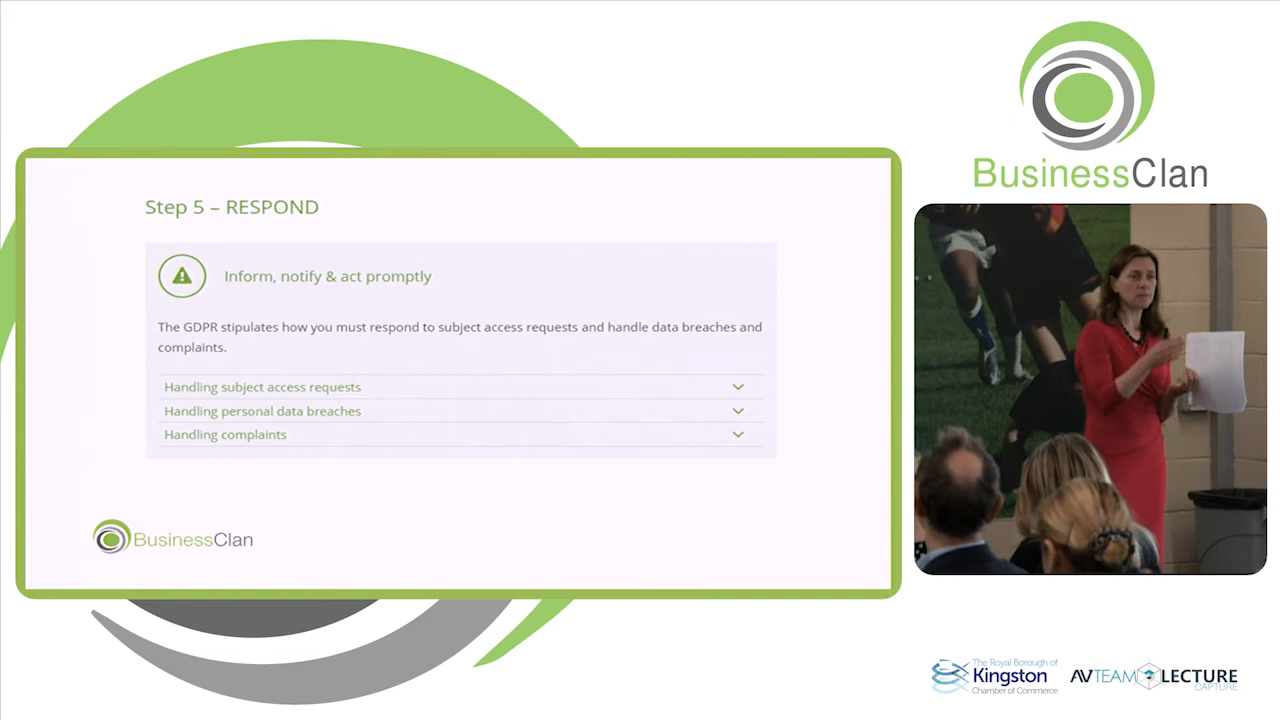 Step 5 – RESPOND
Inform, notify & act promptly
The GDPR stipulates how you must respond to subject access requests and handle data breaches and
complaints.
Handling subject access requests
Handling personal data breaches
Handling complaints
BusinessClan
BusinessClan
The Royal Borough of
Kingston
Chamber of Commerce
AVTEAM LECTURE
CAPTURE